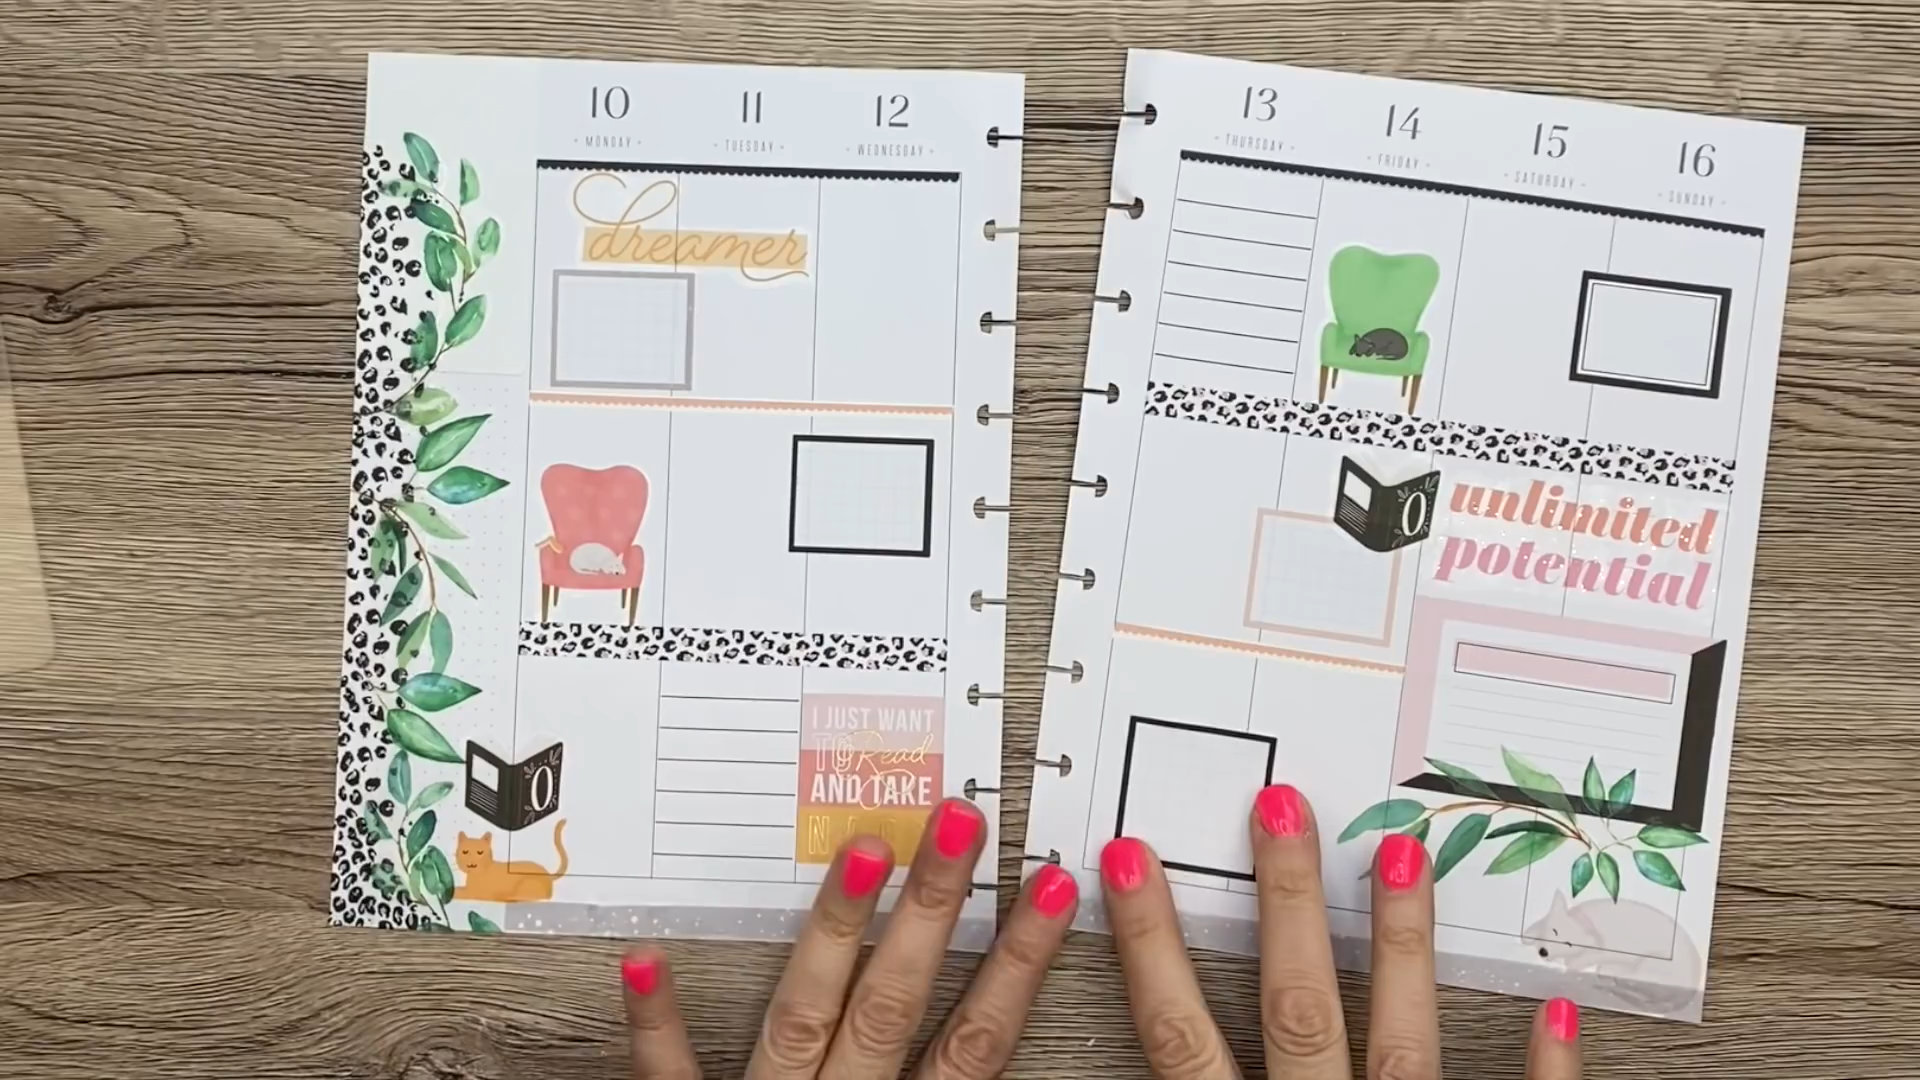 10
- MONDAY -
11
- TUESDAY -
12
- WEDNESDAY -
dreamer
I JUST WANT
TO Read
AND TAKE
0
13
- THURSDAY -
14
- FRIDAY -
15
- SATURDAY -
16
- SUNDAY -
0
unlimited
potential